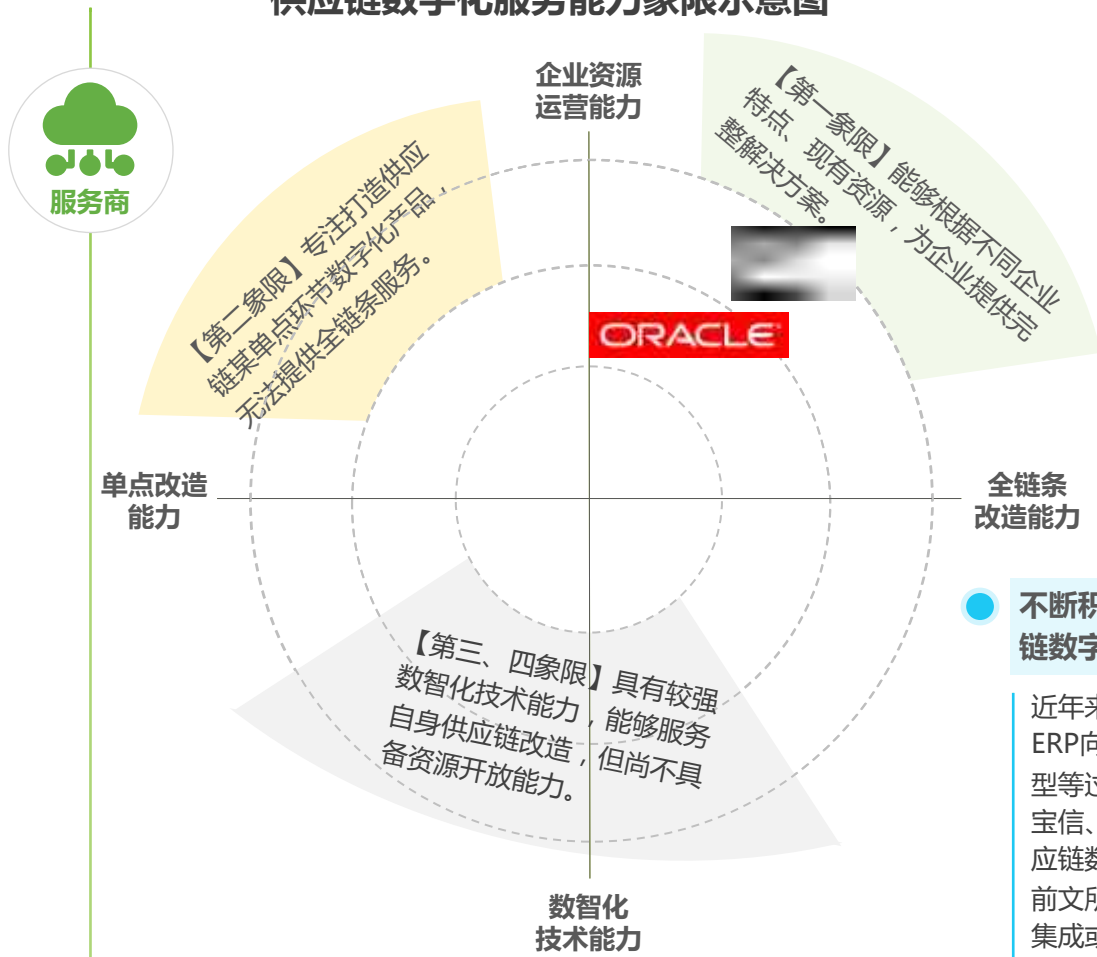 供应链数字化服务能力象限示意图
服务商
企业资源
运营能力
【第一象限】能够根据不同企业
特点、现有资源，为企业提供完
整解决方案。
【第二象限】专注打造供应
链某单点环节数字化产品，
无法提供全链条服务。
ORACLE
单点改造
能力
全链条
改造能力
【第三、四象限】具有较强
数智化技术能力，能够服务
自身供应链改造，但尚不具
备资源开放能力。
数智化
技术能力
不断积
链数字
近年来
ERP向
型等过
宝信、
应链数
前文所
集成或